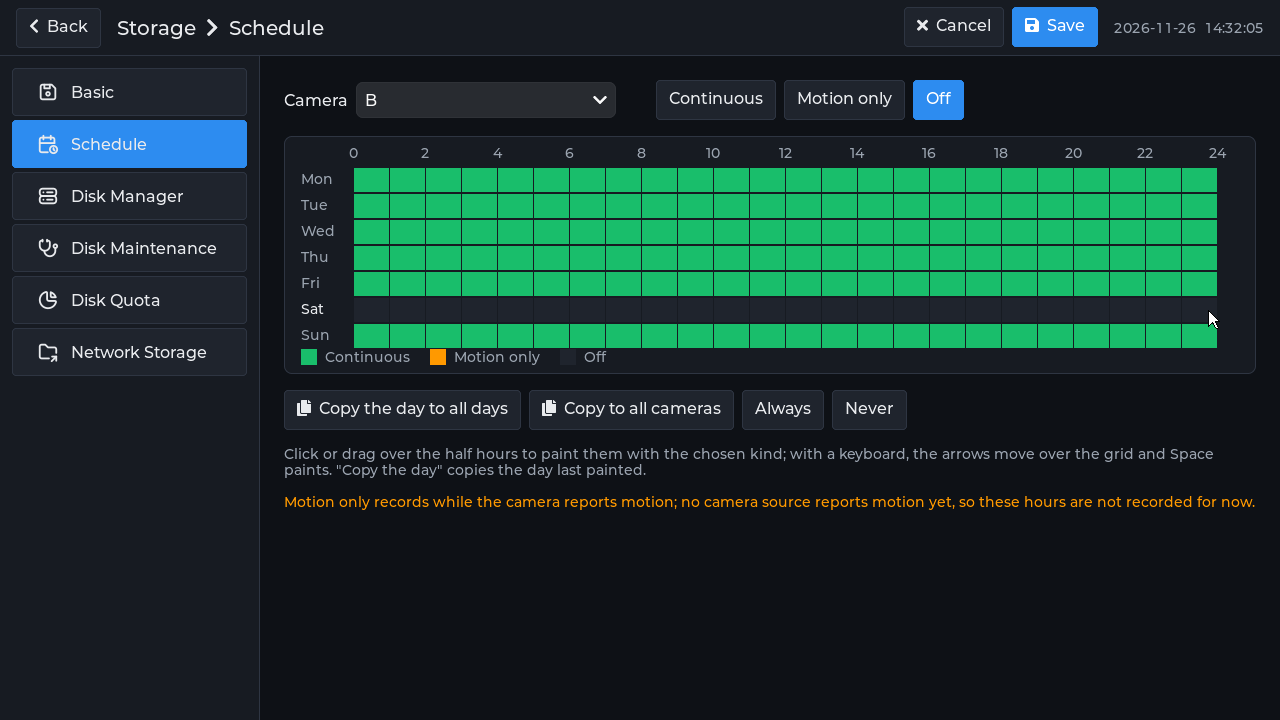 Back
Storage > Schedule
Cancel
Save
2026-11-26 14:32:05
Basic
Schedule
Disk Manager
Disk Maintenance
Disk Quota
Network Storage
Camera
B
Continuous
Motion only
Off
0 2 4 6 8 10 12 14 16 18 20 22 24
Mon
Tue
Wed
Thu
Fri
Sat
Sun
Continuous
Motion only
Off
Copy the day to all days
Copy to all cameras
Always
Never
Click or drag over the half hours to paint them with the chosen kind; with a keyboard, the arrows move over the grid and Space
paints. "Copy the day" copies the day last painted.
Motion only records while the camera reports motion; no camera source reports motion yet, so these hours are not recorded for now.